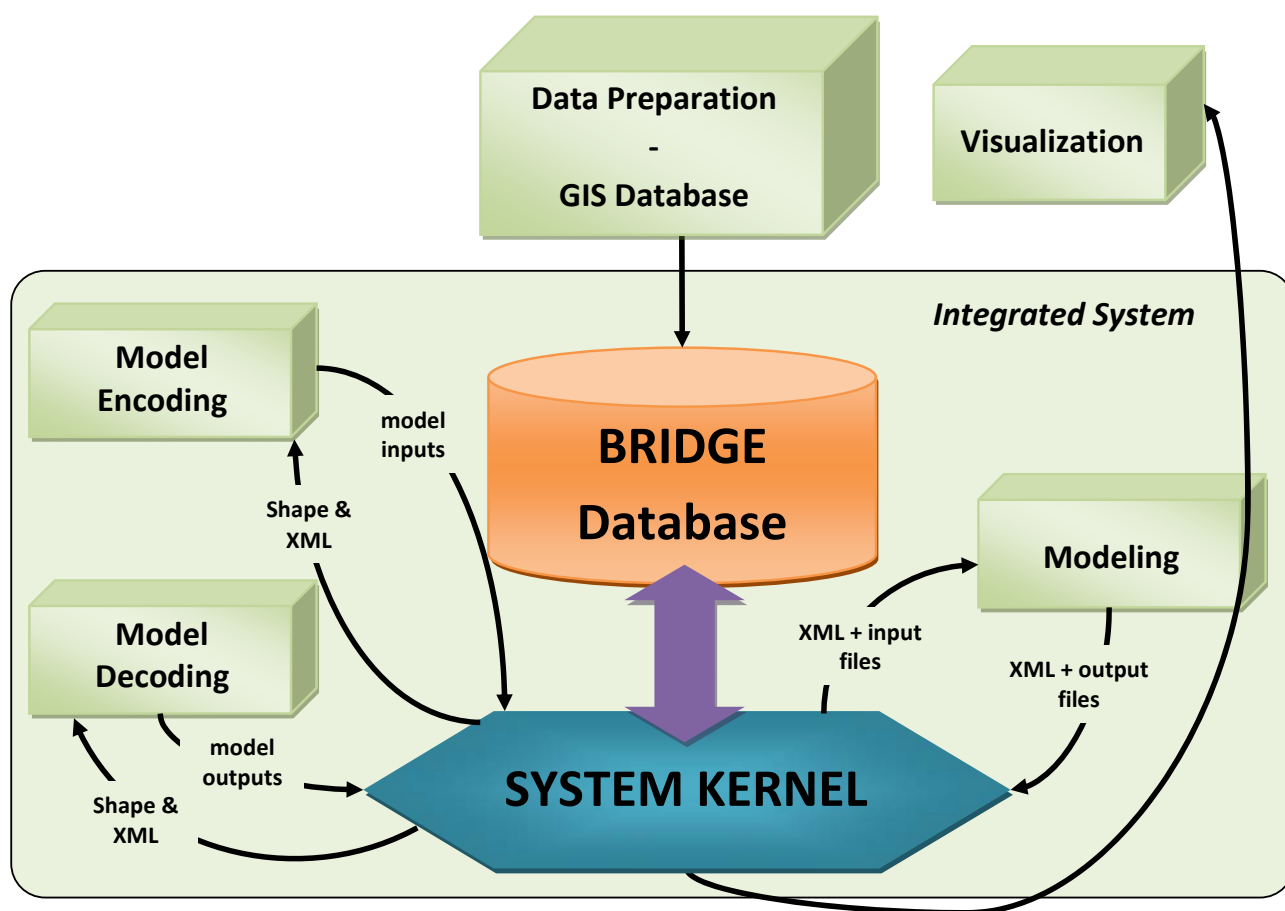 Data Preparation
-
GIS Database
Visualization
Integrated System
Model
Encoding
model
inputs
BRIDGE
Database
Shape &
XML
Modeling
Model
Decoding
XML + input
files
XML + output
files
model
outputs
SYSTEM KERNEL
Shape &
XML